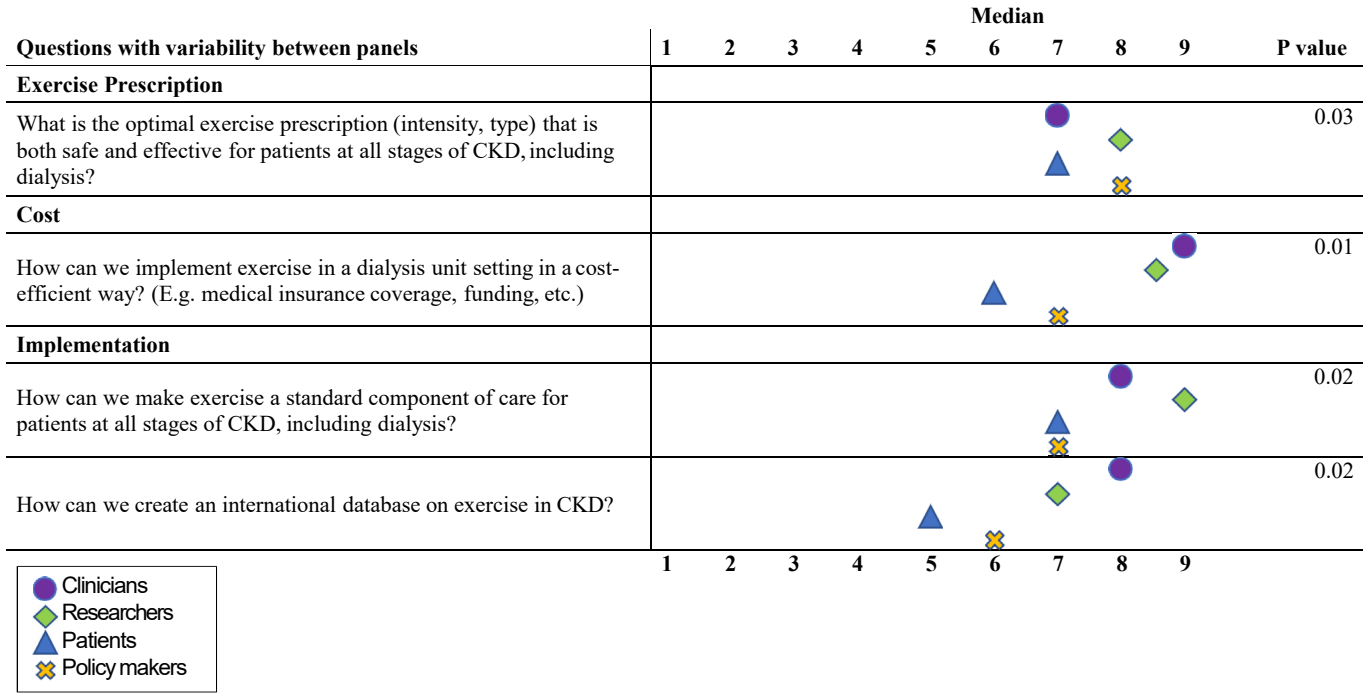 Median
Questions with variability between panels 1 2 3 4 5 6 7 8 9 P value
Exercise Prescription
What is the optimal exercise prescription (intensity, type) that is 0.03
both safe and effective for patients at all stages of CKD, including
dialysis?
Cost
How can we implement exercise in a dialysis unit setting in a cost- 0.01
efficient way? (E.g. medical insurance coverage, funding, etc.)
Implementation
How can we make exercise a standard component of care for 0.02
patients at all stages of CKD, including dialysis?
How can we create an international database on exercise in CKD? 0.02
1 2 3 4 5 6 7 8 9
Clinicians
Researchers
Patients
Policy makers